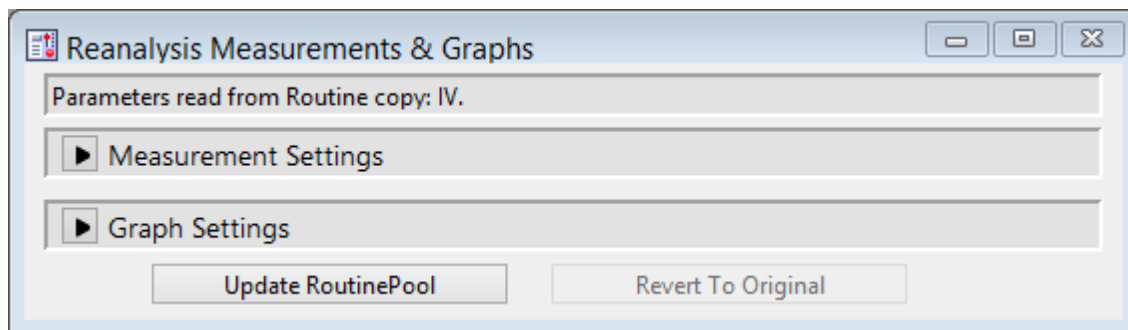 Reanalysis Measurements & Graphs
Parameters read from Routine copy: IV.
Measurement Settings
Graph Settings
Update RoutinePool Revert To Original